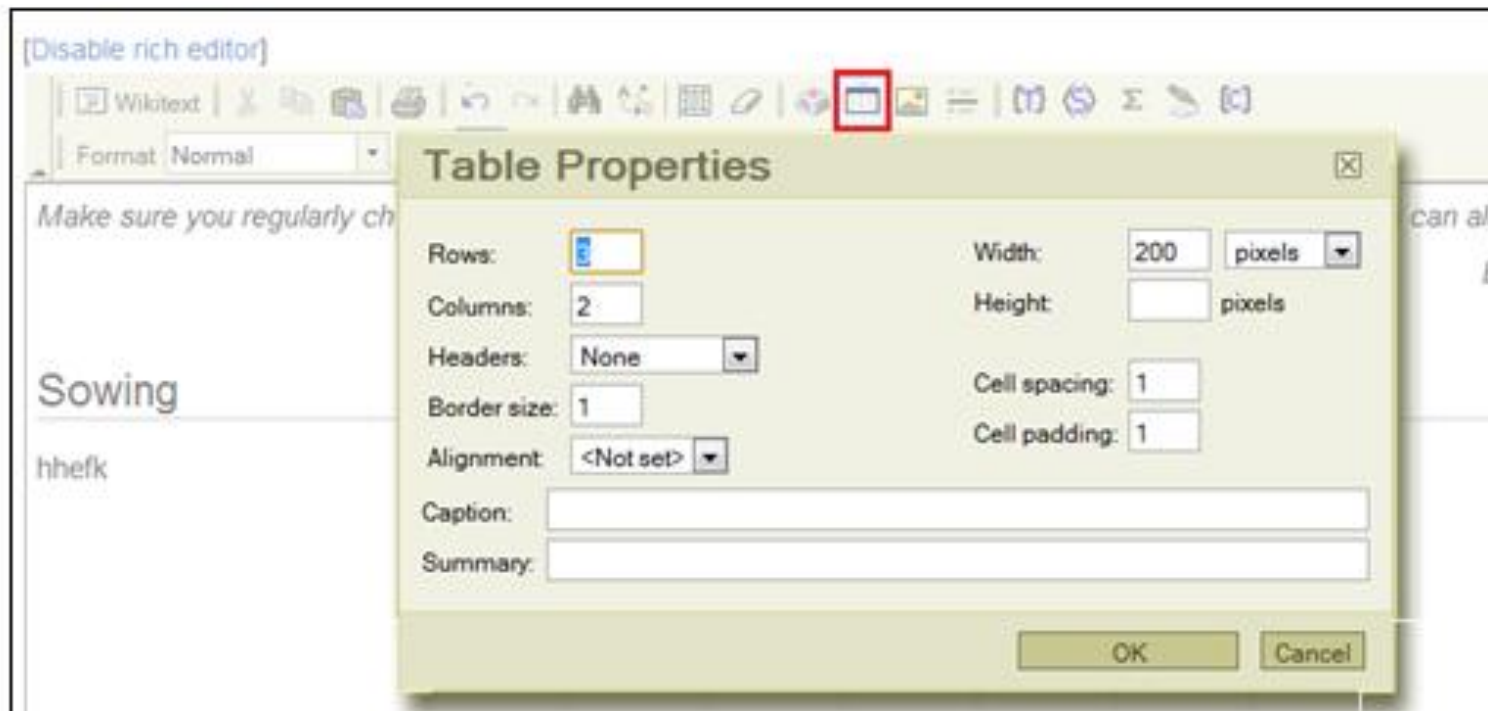 [Disable rich editor]
Wikitext
Format Normal
Table Properties
Make sure you regularly ch
can al
Rows: 3
Width: 200 pixels
Columns: 2
Height: pixels
Headers: None
Sowing
Cell spacing: 1
Border size: 1
Cell padding: 1
Alignment: <Not set>
hhefk
Caption:
Summary:
OK Cancel